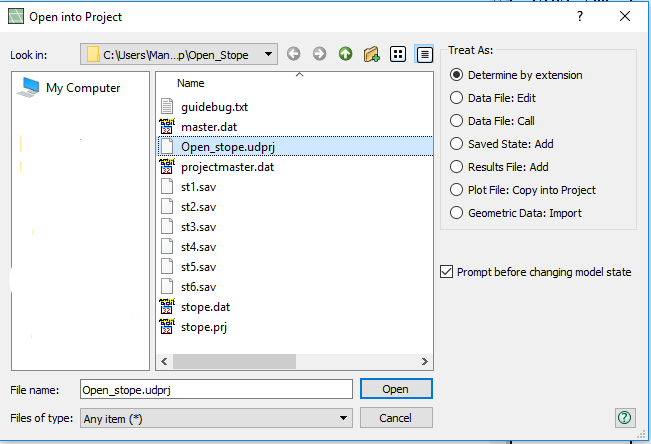 Open into Project
Look in:
C:\Users\Man...p\Open_Stope
My Computer
Name
guidebug.txt
master.dat
Open_stope.udprj
projectmaster.dat
st1.sav
st2.sav
st3.sav
st4.sav
st5.sav
st6.sav
stope.dat
stope.prj
Treat As:
Determine by extension
Data File: Edit
Data File: Call
Saved State: Add
Results File: Add
Plot File: Copy into Project
Geometric Data: Import
Prompt before changing model state
File name:
Open_stope.udprj
Open
Files of type:
Any item (*)
Cancel